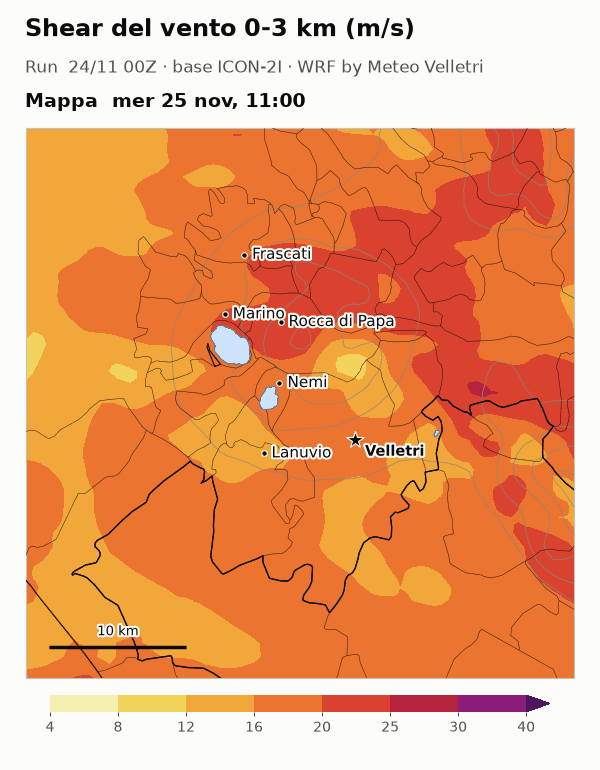 Shear del vento 0-3 km (m/s)
Run 24/11 00Z · base ICON-2I · WRF by Meteo Velletri
Mappa mer 25 nov, 11:00
Frascati
Marino
Rocca di Papa
Nemi
Velletri
Lanuvio
10 km
4 8 12 16 20 25 30 40